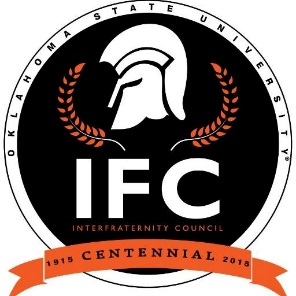 OKLAHOMA STATE UNIVERSITY®
IFC
INTERFRATERNITY COUNCIL
1915 CENTENNIAL 2015